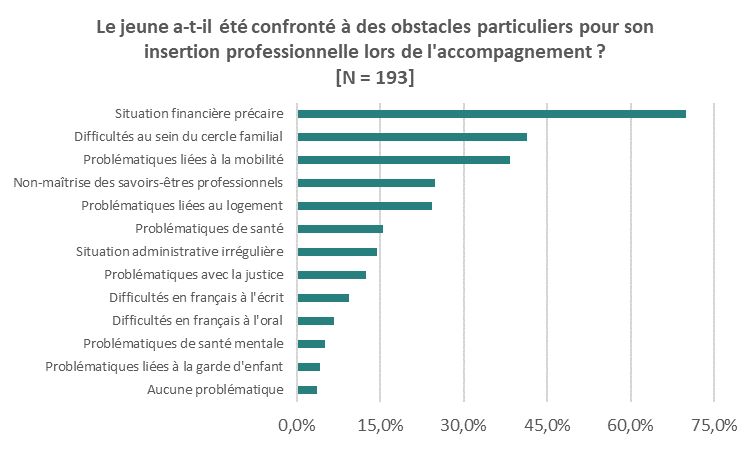 Le jeune a-t-il été confronté à des obstacles particuliers pour son
insertion professionnelle lors de l'accompagnement ?
[N = 193]
Situation financière précaire
Difficultés au sein du cercle familial
Problématiques liées à la mobilité
Non-maîtrise des savoirs-êtres professionnels
Problématiques liées au logement
Problématiques de santé
Situation administrative irrégulière
Problématiques avec la justice
Difficultés en français à l'écrit
Difficultés en français à l'oral
Problématiques de santé mentale
Problématiques liées à la garde d'enfant
Aucune problématique
0,0% 15,0% 30,0% 45,0% 60,0% 75,0%